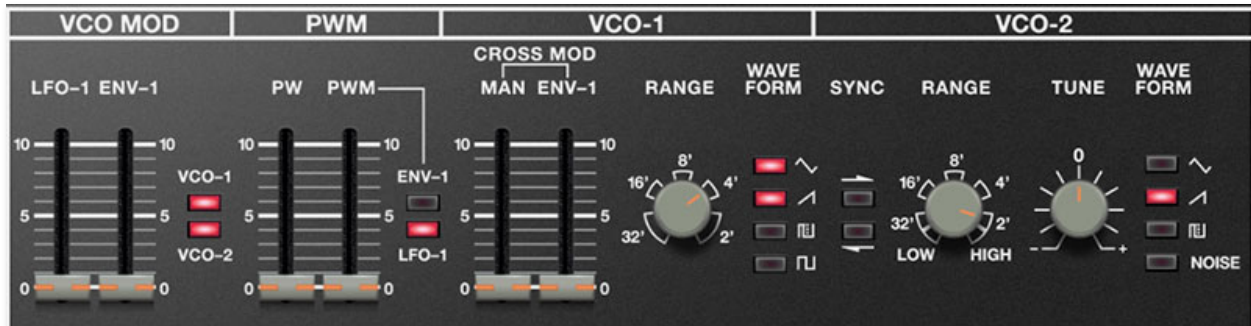 VCO MOD PWM VCO-1 VCO-2
CROSS MOD
LFO-1 ENV-1 PW PWM MAN ENV-1 RANGE WAVE FORM SYNC RANGE TUNE WAVE FORM
10 10 10 10 10 10 8' 8' 0
VCO-1 ENV-1 16' 4' 16' 4'
5 5 5 5 5 5
32' 2' 32' 2'
VCO-2 LFO-1 LOW HIGH - + NOISE
0 0 0 0 0 0